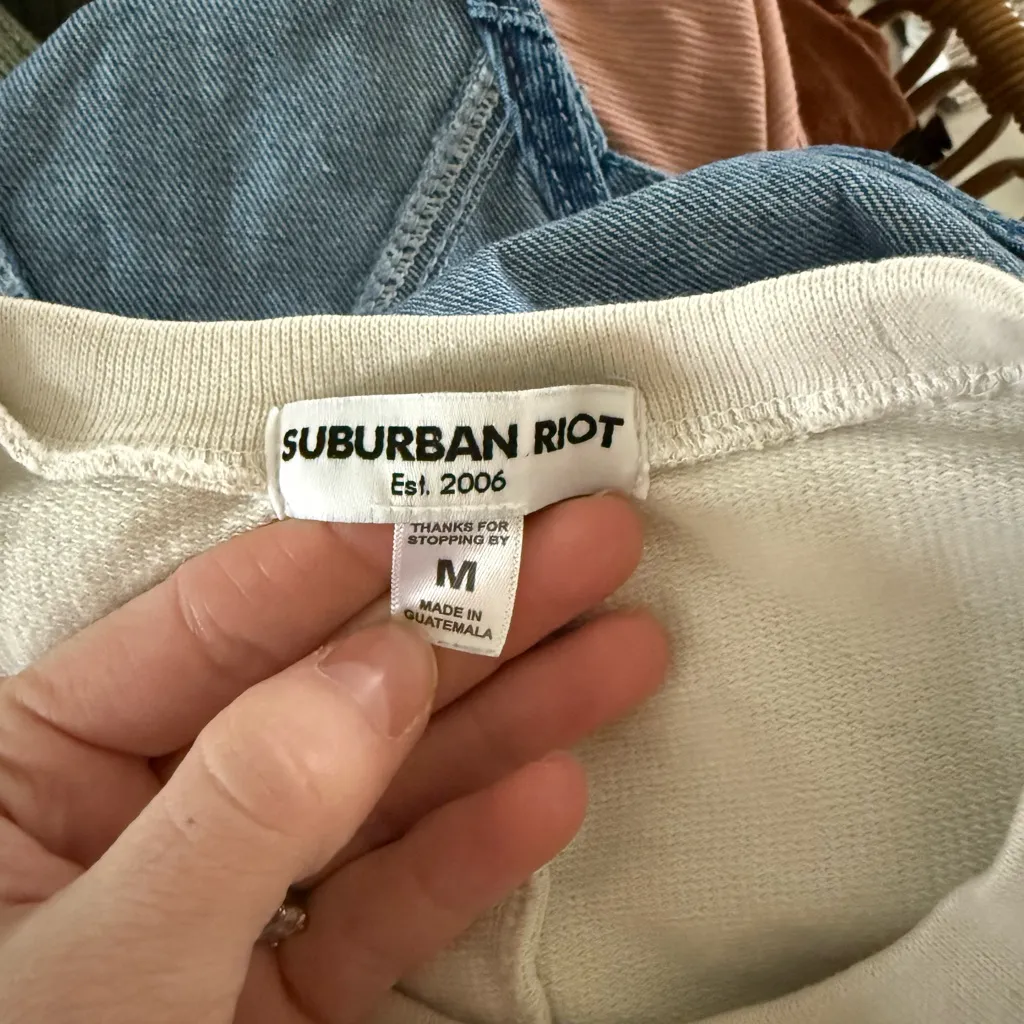 SUBURBAN RIOT
Est. 2006
THANKS FOR
STOPPING BY
M
MADE IN
GUATEMALA